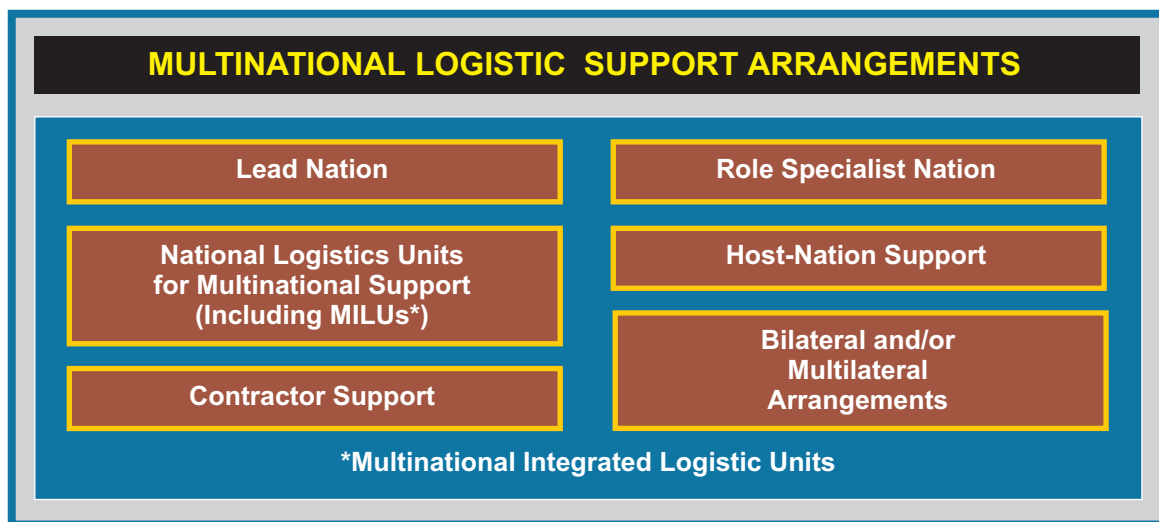 MULTINATIONAL LOGISTIC SUPPORT ARRANGEMENTS
Lead Nation
Role Specialist Nation
National Logistics Units
for Multinational Support
(Including MILUs*)
Host-Nation Support
Contractor Support
Bilateral and/or
Multilateral
Arrangements
*Multinational Integrated Logistic Units